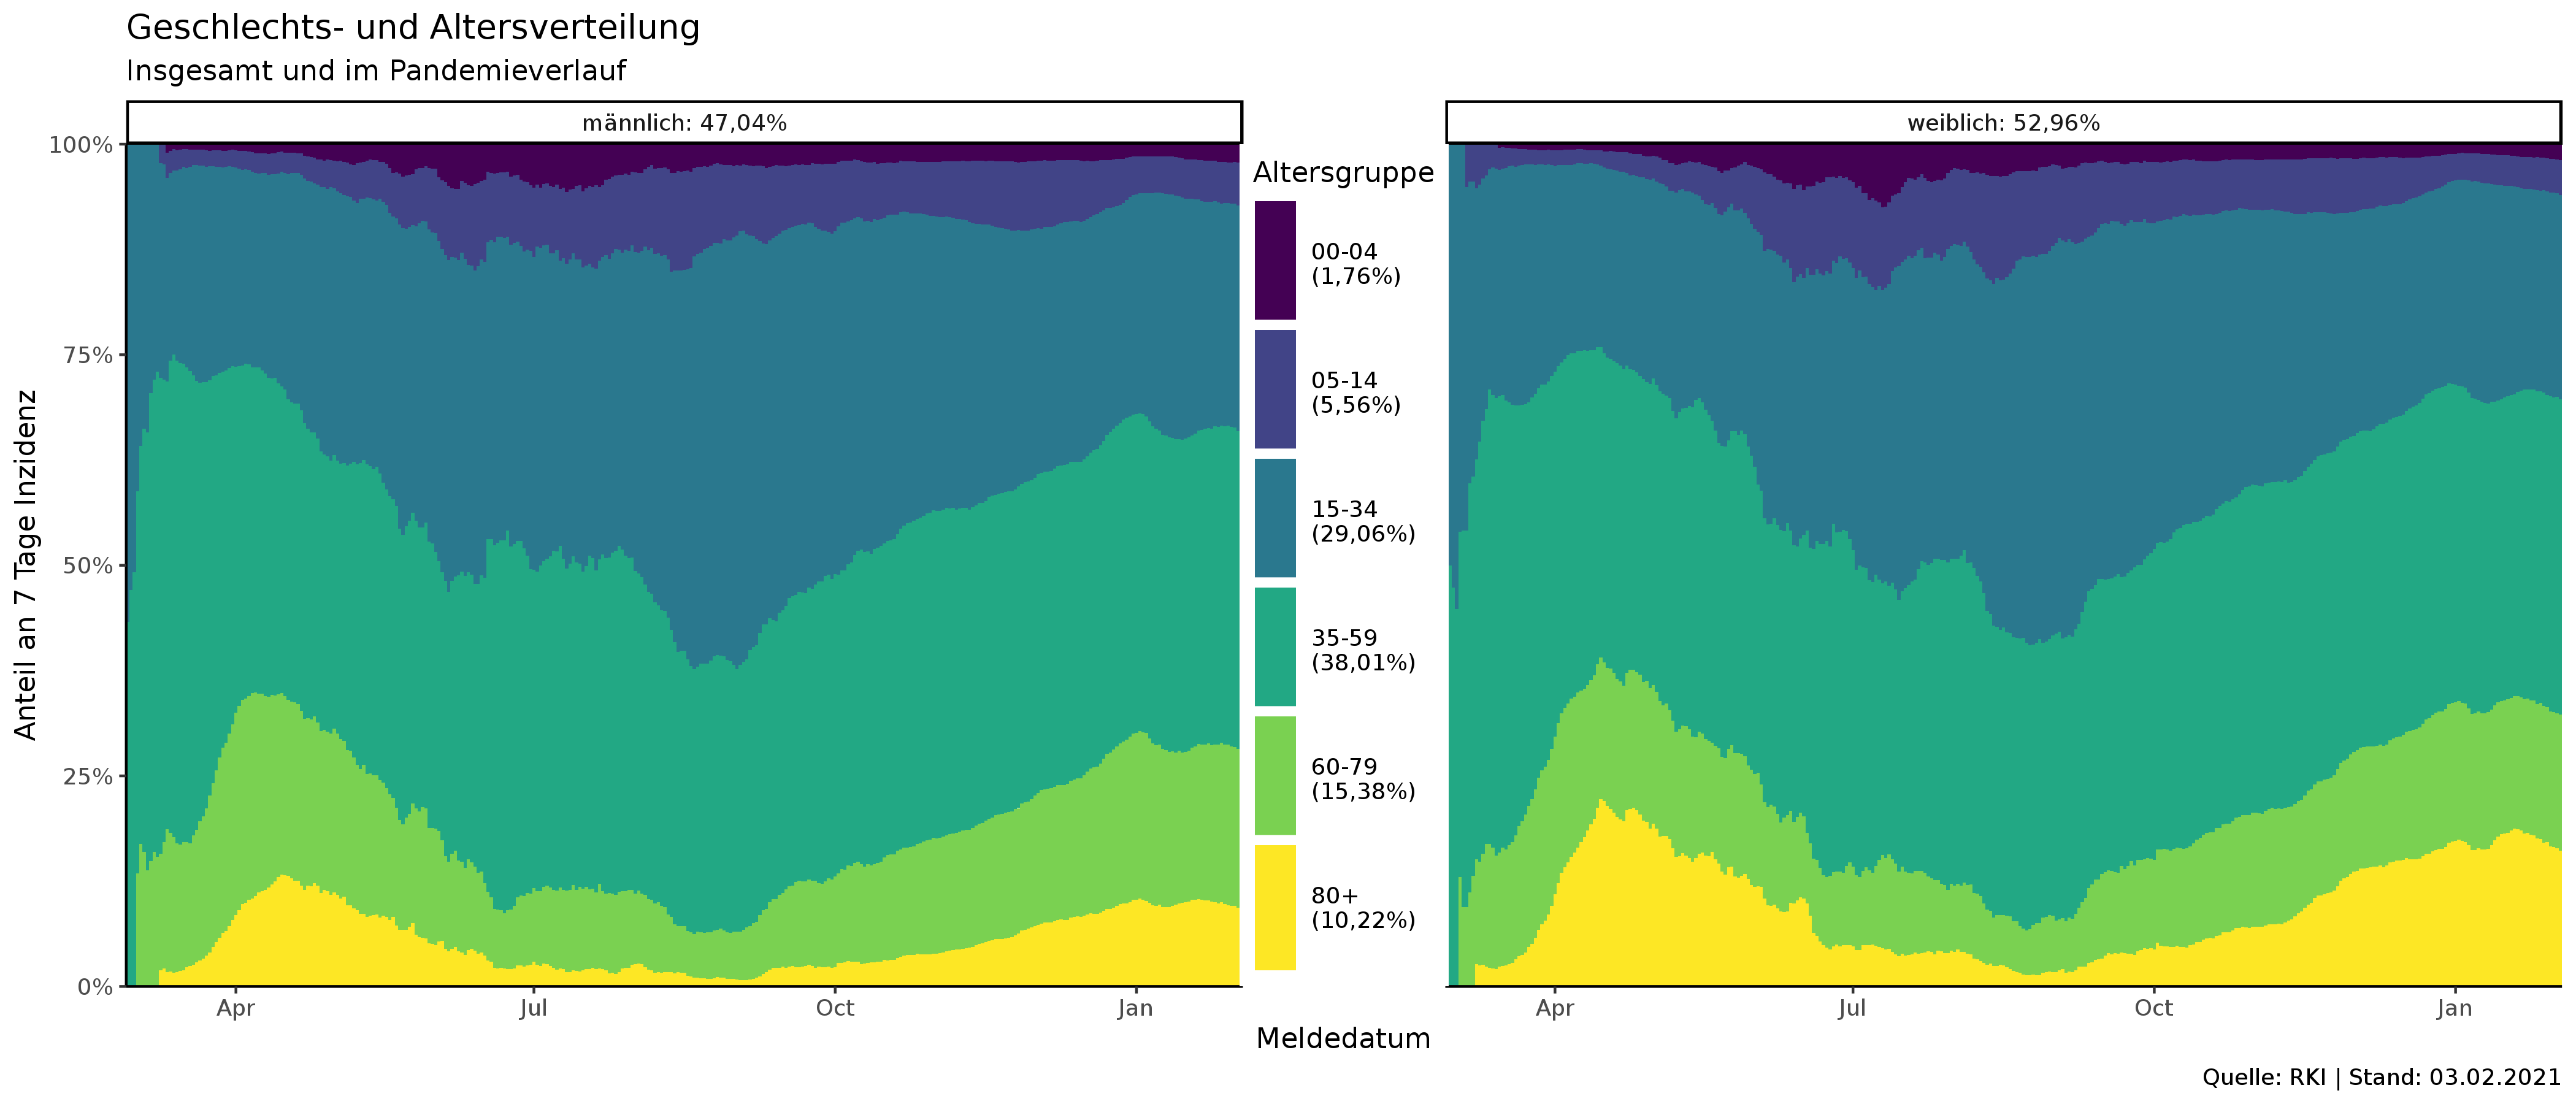 Geschlechts- und Altersverteilung
Insgesamt und im Pandemieverlauf
männlich: 47,04%
weiblich: 52,96%
Anteil an 7 Tage Inzidenz
100%
75%
50%
25%
0%
Apr
Jul
Oct
Jan
Altersgruppe
00-04
(1,76%)
05-14
(5,56%)
15-34
(29,06%)
35-59
(38,01%)
60-79
(15,38%)
80+
(10,22%)
Apr
Jul
Oct
Jan
Meldedatum
Quelle: RKI | Stand: 03.02.2021